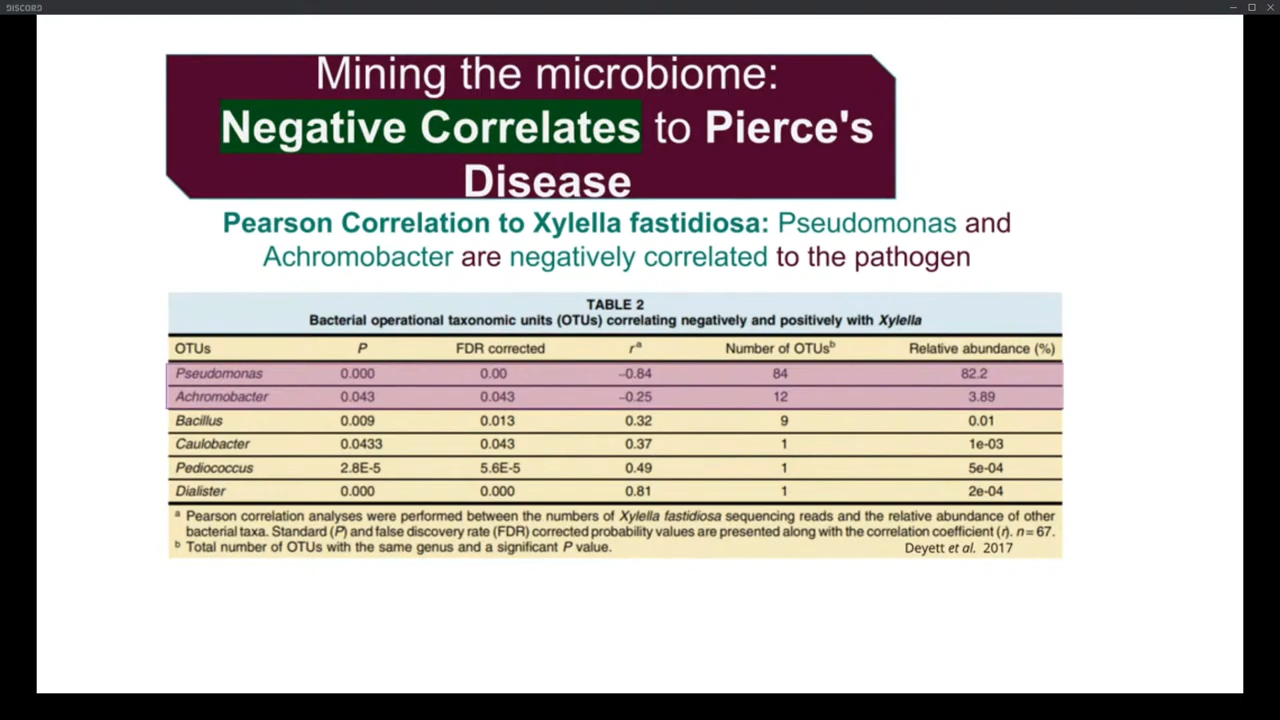 DISCORD
Mining the microbiome:
Negative Correlates to Pierce's
Disease
Pearson Correlation to Xylella fastidiosa: Pseudomonas and
Achromobacter are negatively correlated to the pathogen
TABLE 2
Bacterial operational taxonomic units (OTUs) correlating negatively and positively with Xylella
OTUs P FDR corrected rᵃ Number of OTUsᵇ Relative abundance (%)
Pseudomonas 0.000 0.00 –0.84 84 82.2
Achromobacter 0.043 0.043 –0.25 12 3.89
Bacillus 0.009 0.013 0.32 9 0.01
Caulobacter 0.0433 0.043 0.37 1 1e-03
Pediococcus 2.8E-5 5.6E-5 0.49 1 5e-04
Dialister 0.000 0.000 0.81 1 2e-04
ᵃ Pearson correlation analyses were performed between the numbers of Xylella fastidiosa sequencing reads and the relative abundance of other
bacterial taxa. Standard (P) and false discovery rate (FDR) corrected probability values are presented along with the correlation coefficient (r). n = 67.
ᵇ Total number of OTUs with the same genus and a significant P value.
Deyett et al. 2017